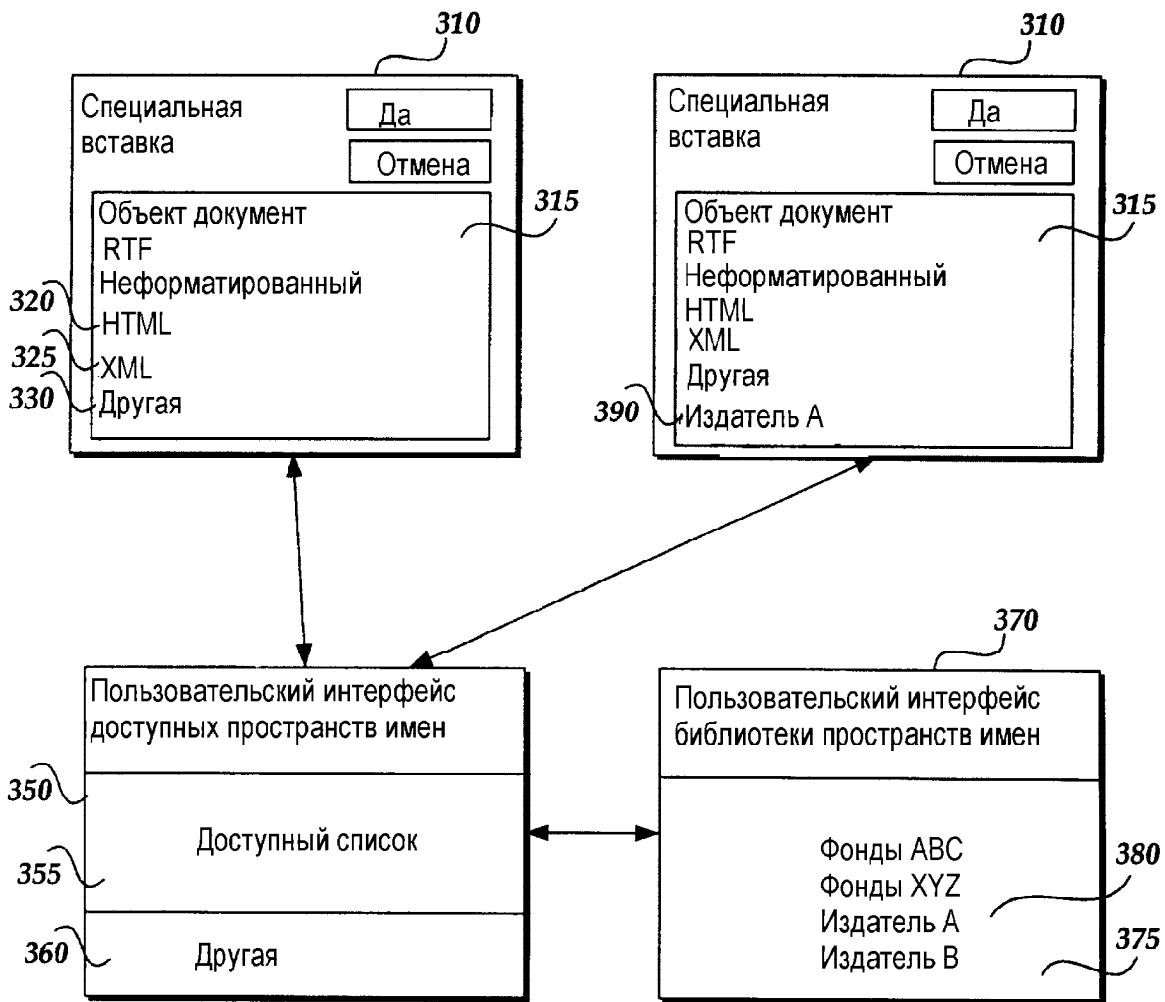 310
Специальная
вставка
Да
Отмена
Объект документ
RTF
Неформатированный
HTML
XML
Другая
315
320
325
330
310
Специальная
вставка
Да
Отмена
Объект документ
RTF
Неформатированный
HTML
XML
Другая
Издатель А
315
390
Пользовательский интерфейс
доступных пространств имен
350
Доступный список
355
360
Другая
370
Пользовательский интерфейс
библиотеки пространств имен
Фонды ABC
Фонды XYZ
Издатель А
Издатель В
380
375